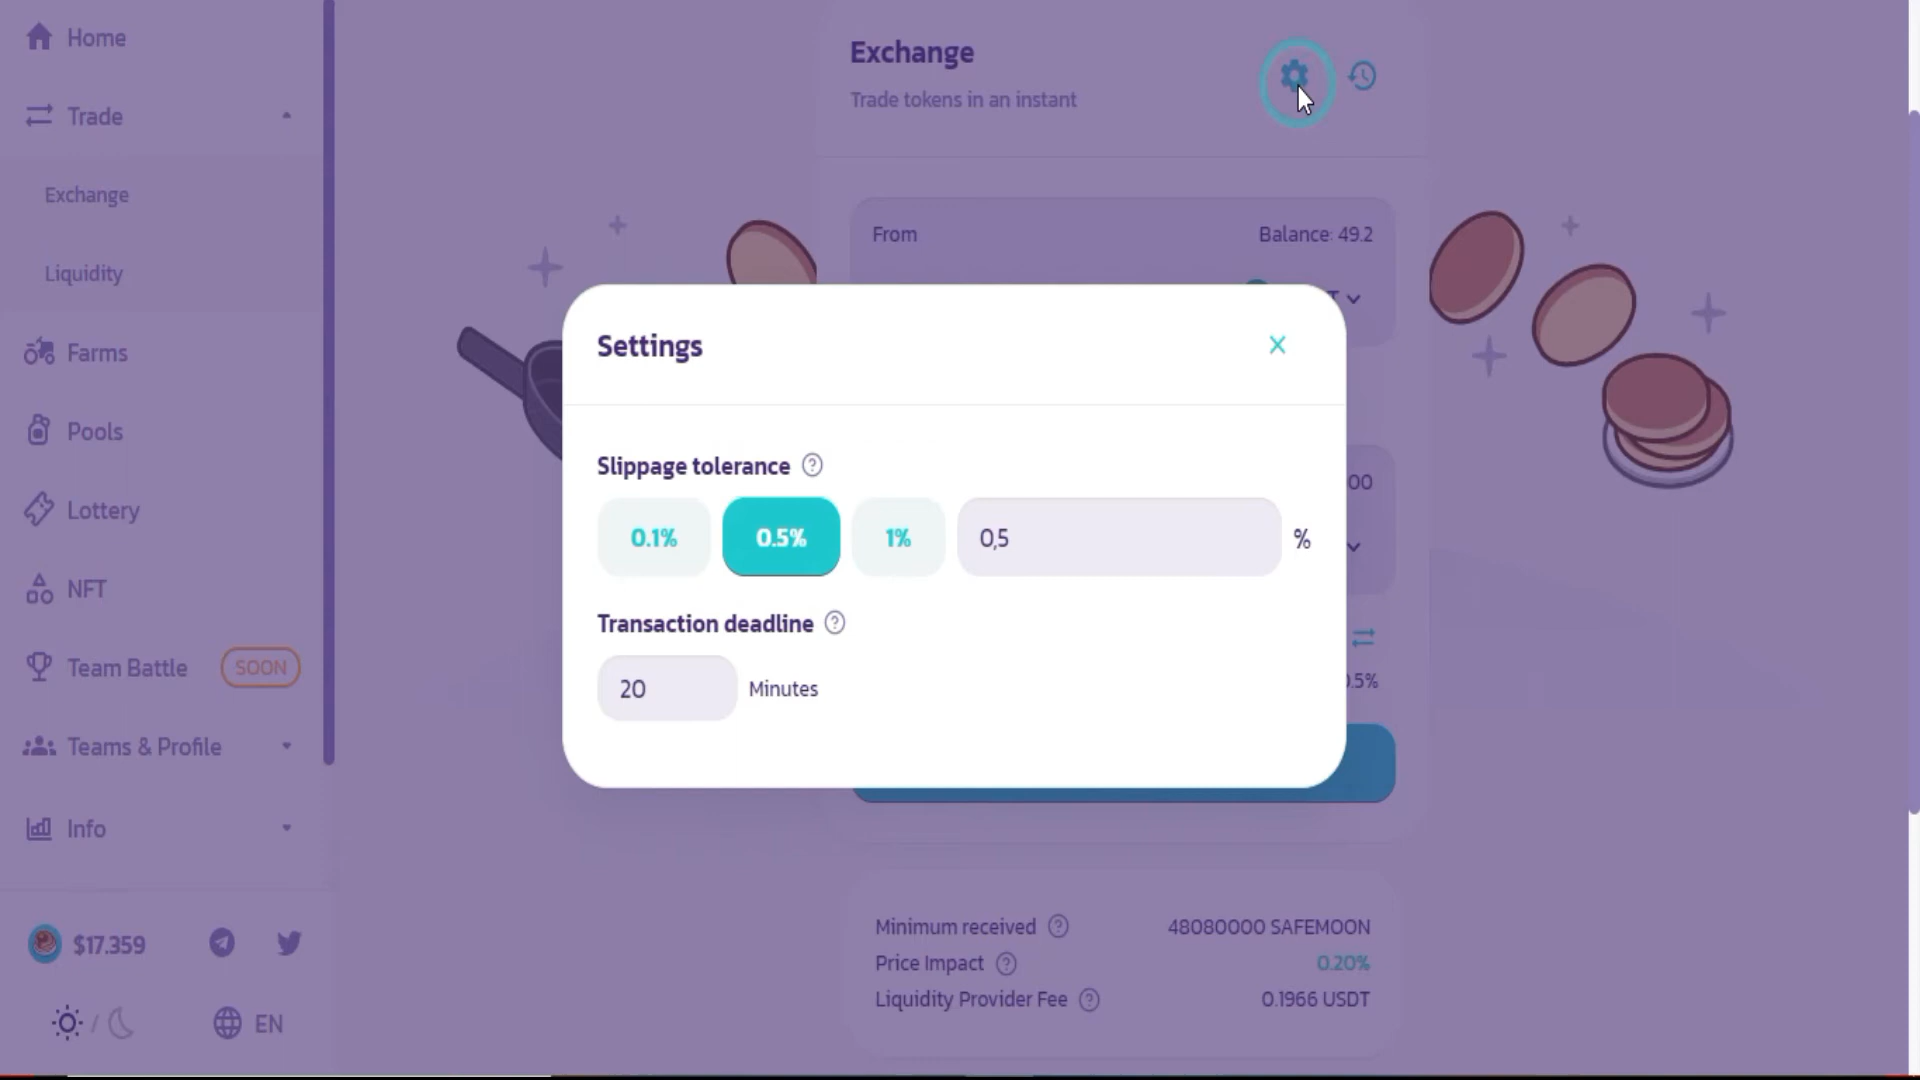 Home
Trade
Exchange
Liquidity
Farms
Pools
Lottery
NFT
Team Battle SOON
Teams & Profile
Info
$17.359
/
EN
Exchange
Trade tokens in an instant
From Balance: 49.2
T
Settings
Slippage tolerance ?
0.1% 0.5% 1% 0,5 %
Transaction deadline ?
20 Minutes
00
.5%
Minimum received ? 48080000 SAFEMOON
Price Impact ? 0.20%
Liquidity Provider Fee ? 0.1966 USDT